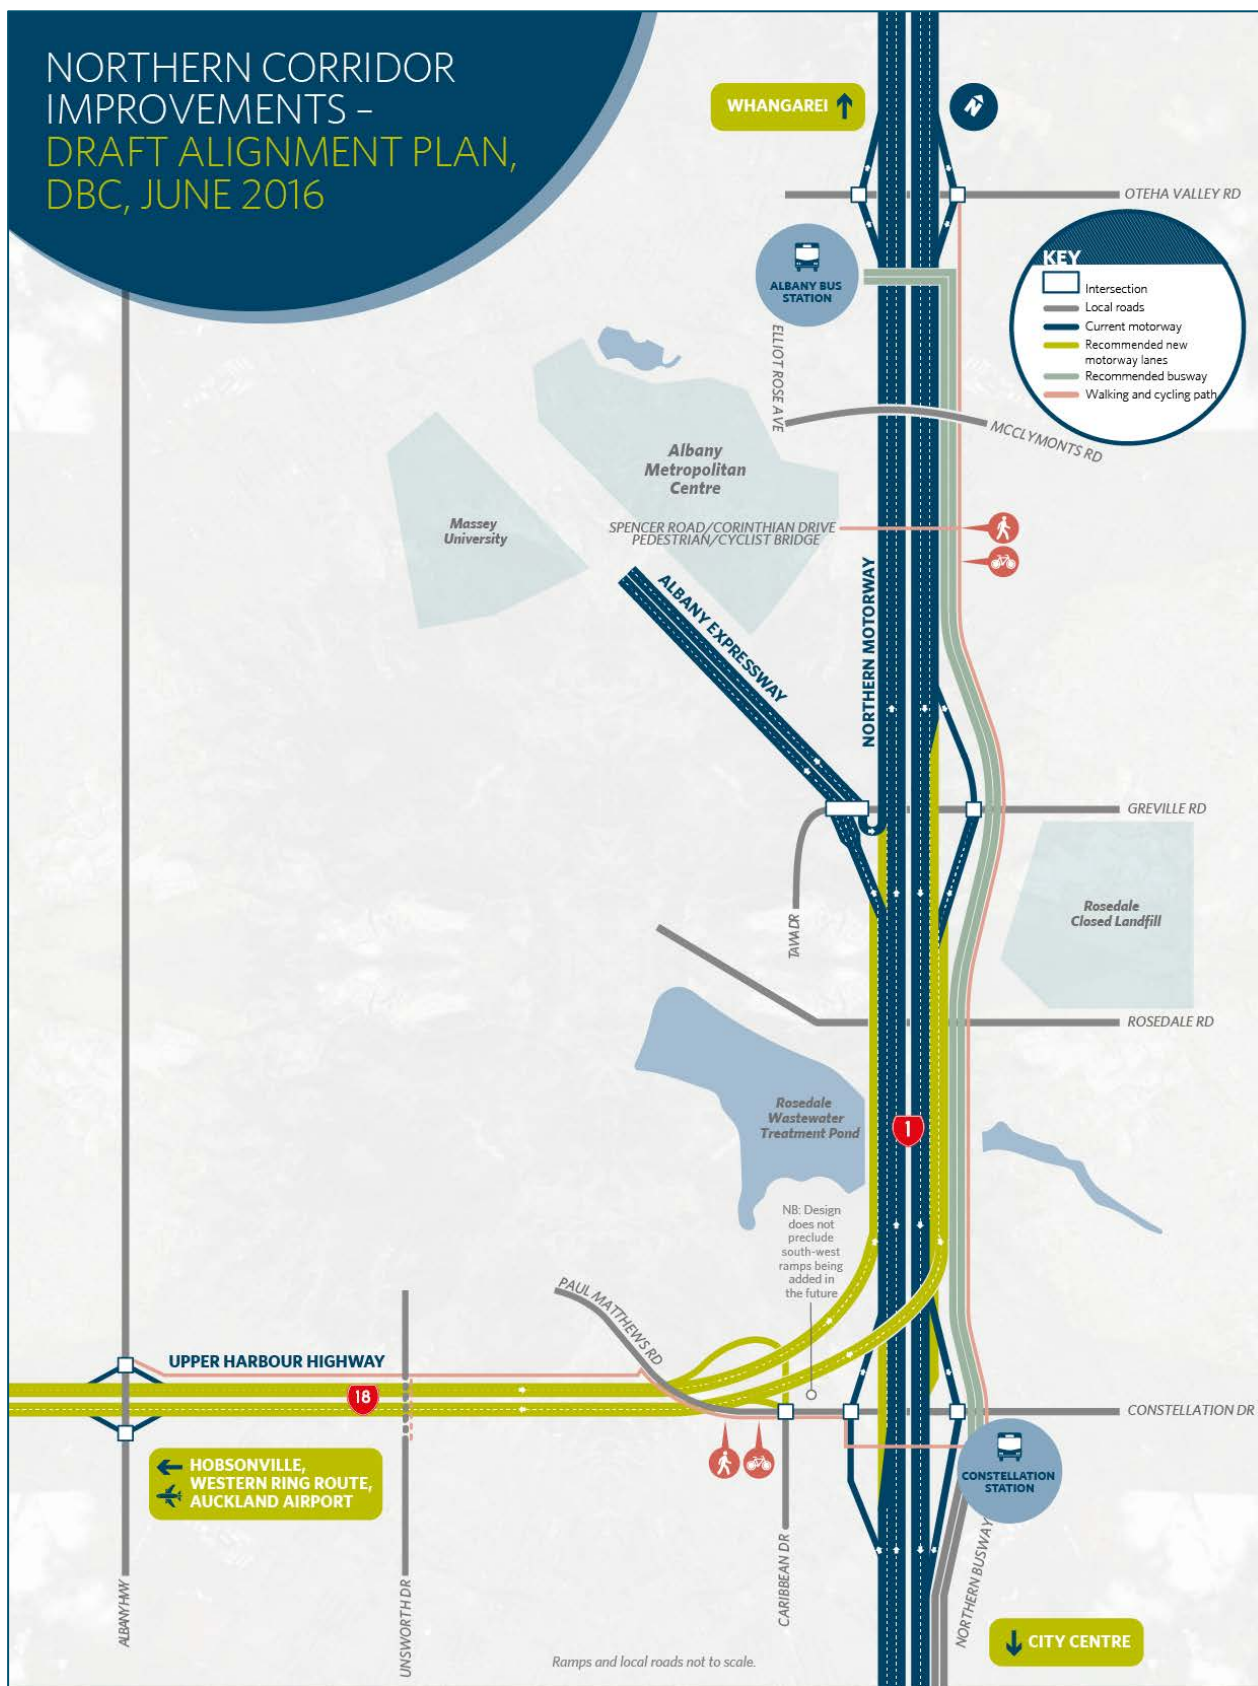 NORTHERN CORRIDOR
IMPROVEMENTS –
DRAFT ALIGNMENT PLAN,
DBC, JUNE 2016
WHANGAREI
N
OTEHA VALLEY RD
KEY
Intersection
Local roads
Current motorway
Recommended new
motorway lanes
Recommended busway
Walking and cycling path
ALBANY BUS
STATION
ELLIOT ROSE AVE
MCCLYMONTS RD
Albany
Metropolitan
Centre
Massey
University
SPENCER ROAD/CORINTHIAN DRIVE
PEDESTRIAN/CYCLIST BRIDGE
ALBANY EXPRESSWAY
NORTHERN MOTORWAY
GREVILLE RD
TAWA DR
Rosedale
Closed Landfill
ROSEDALE RD
Rosedale
Wastewater
Treatment Pond
1
NB: Design
does not
preclude
south-west
ramps being
added in
the future
PAUL MATTHEWS RD
UPPER HARBOUR HIGHWAY
18
CONSTELLATION DR
HOBSONVILLE,
WESTERN RING ROUTE,
AUCKLAND AIRPORT
CONSTELLATION
STATION
ALBANY HWY
UNSWORTH DR
CARIBBEAN DR
NORTHERN BUSWAY
CITY CENTRE
Ramps and local roads not to scale.